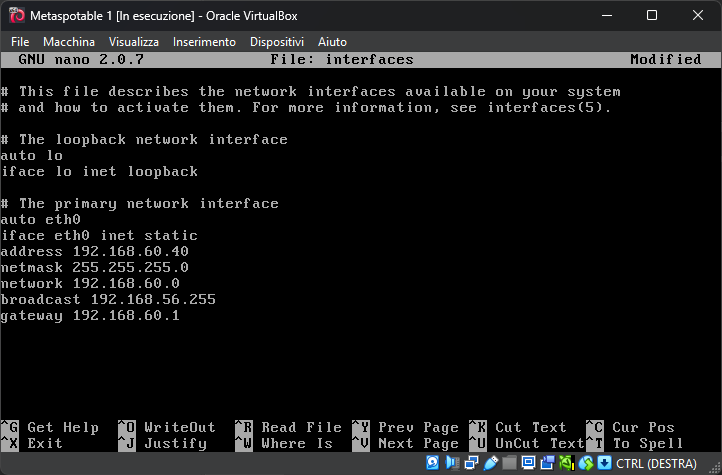 Metaspotable 1 [In esecuzione] - Oracle VirtualBox
File Macchina Visualizza Inserimento Dispositivi Aiuto
GNU nano 2.0.7 File: interfaces Modified
# This file describes the network interfaces available on your system
# and how to activate them. For more information, see interfaces(5).
# The loopback network interface
auto lo
iface lo inet loopback
# The primary network interface
auto eth0
iface eth0 inet static
address 192.168.60.40
netmask 255.255.255.0
network 192.168.60.0
broadcast 192.168.56.255
gateway 192.168.60.1
^G Get Help ^O WriteOut ^R Read File ^Y Prev Page ^K Cut Text ^C Cur Pos
^X Exit ^J Justify ^W Where Is ^V Next Page ^U UnCut Text ^T To Spell
CTRL (DESTRA)